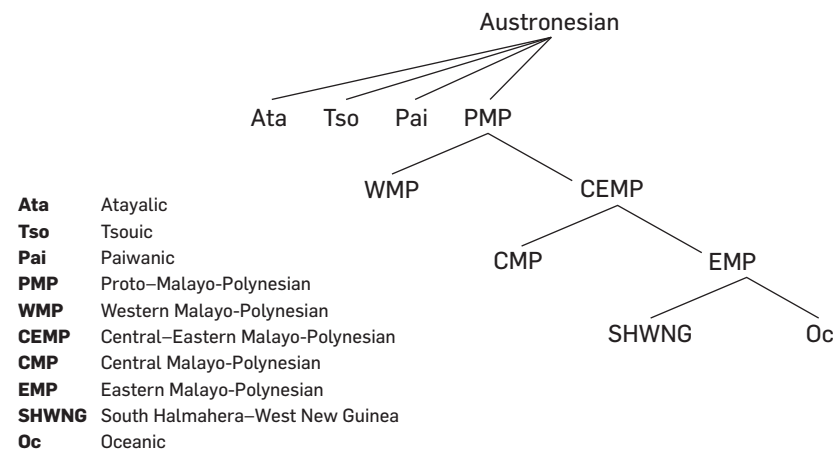 Austronesian
Ata Tso Pai PMP
WMP CEMP
CMP EMP
SHWNG Oc
Ata Atayalic
Tso Tsouic
Pai Paiwanic
PMP Proto–Malayo-Polynesian
WMP Western Malayo-Polynesian
CEMP Central–Eastern Malayo-Polynesian
CMP Central Malayo-Polynesian
EMP Eastern Malayo-Polynesian
SHWNG South Halmahera–West New Guinea
Oc Oceanic